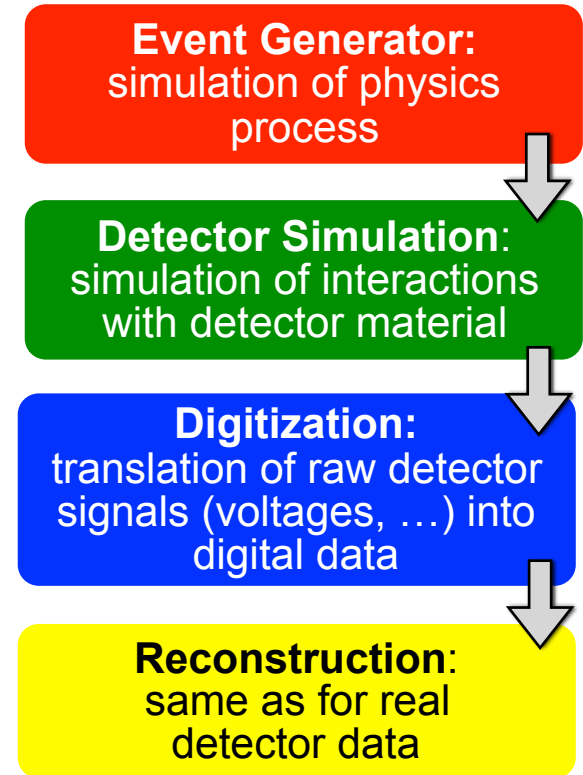 Event Generator:
simulation of physics
process
Detector Simulation:
simulation of interactions
with detector material
Digitization:
translation of raw detector
signals (voltages, …) into
digital data
Reconstruction:
same as for real
detector data